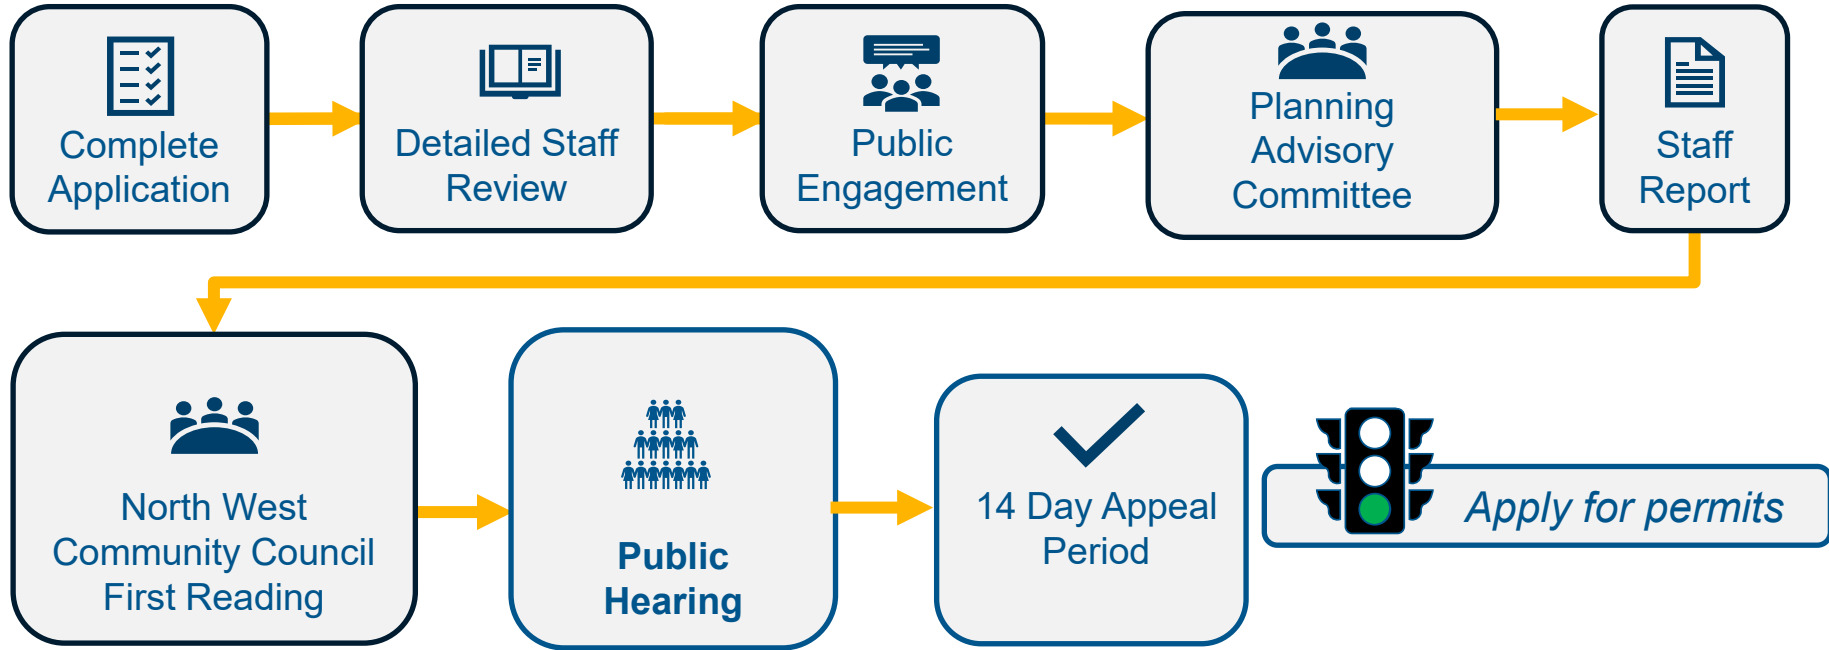 Complete
Application
Detailed Staff
Review
Public
Engagement
Planning
Advisory
Committee
Staff
Report
North West
Community Council
First Reading
Public
Hearing
14 Day Appeal
Period
Apply for permits